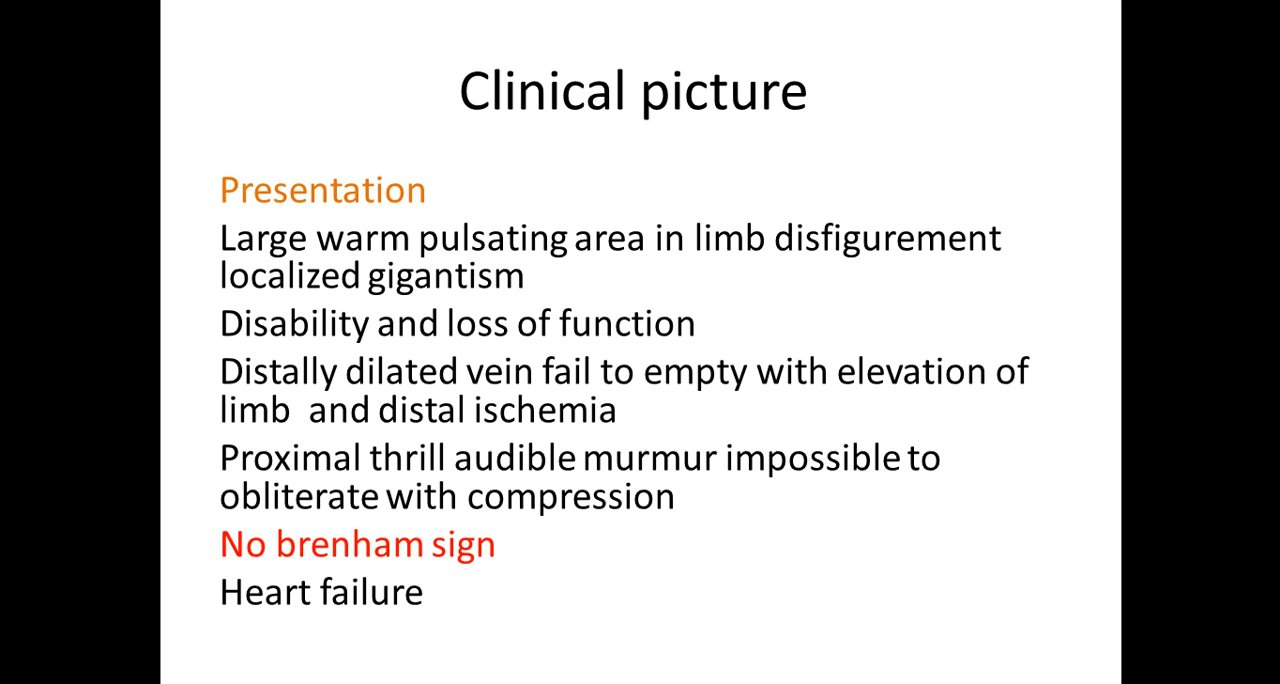 Clinical picture
Presentation
Large warm pulsating area in limb disfigurement
localized gigantism
Disability and loss of function
Distally dilated vein fail to empty with elevation of
limb and distal ischemia
Proximal thrill audible murmur impossible to
obliterate with compression
No brenham sign
Heart failure